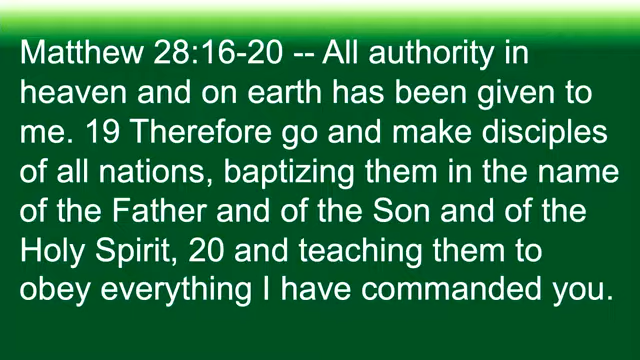 Matthew 28:16-20 -- All authority in
heaven and on earth has been given to
me. 19 Therefore go and make disciples
of all nations, baptizing them in the name
of the Father and of the Son and of the
Holy Spirit, 20 and teaching them to
obey everything I have commanded you.